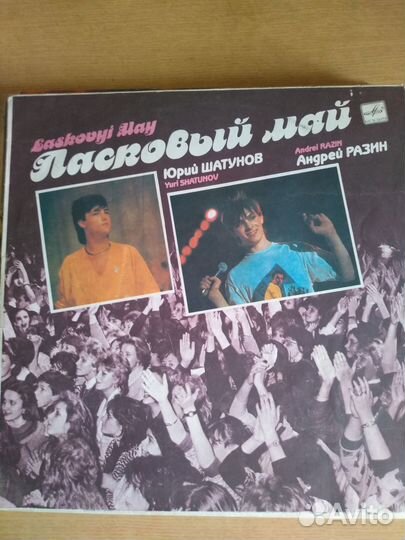 Laskovyi May
Ласковый май
Юрий ШАТУНОВ
Yuri SHATUNOV
Andrei RAZIN
Андрей РАЗИН
Avito